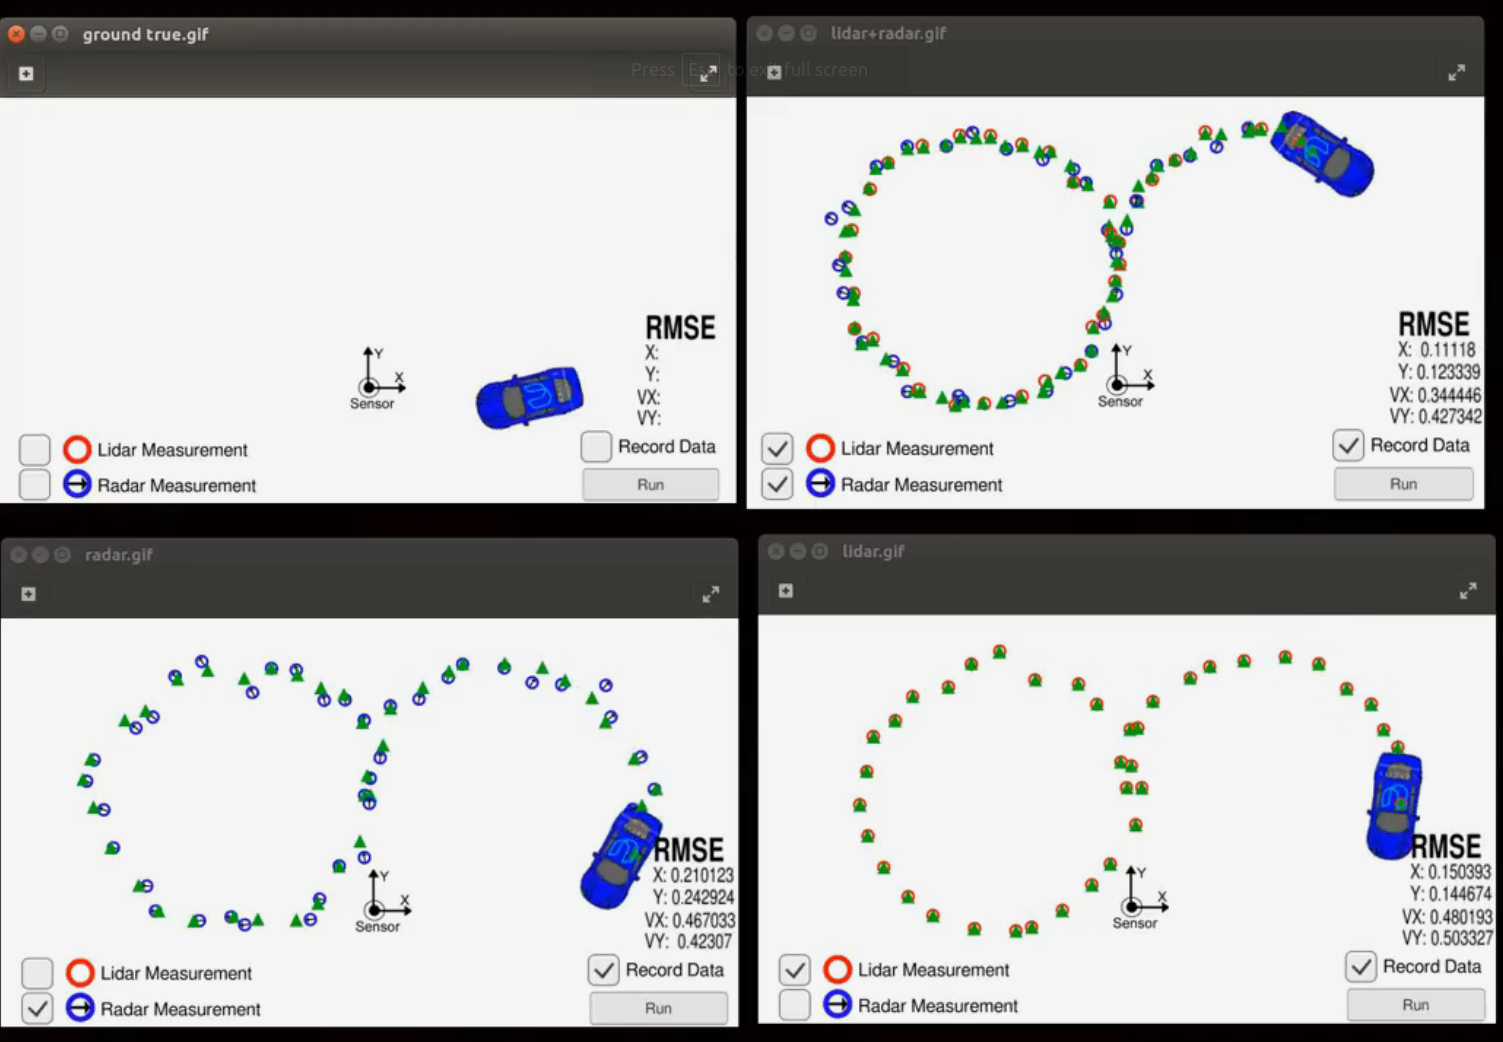 ground true.gif
Press Esc to exit full screen
RMSE
X:
Y:
VX:
VY:
Y
X
Sensor
Lidar Measurement
Radar Measurement
Record Data
Run
lidar+radar.gif
RMSE
X: 0.11118
Y: 0.123339
VX: 0.344446
VY: 0.427342
Y
X
Sensor
Lidar Measurement
Radar Measurement
Record Data
Run
radar.gif
RMSE
X: 0.210123
Y: 0.242924
VX: 0.467033
VY: 0.42307
Y
X
Sensor
Lidar Measurement
Radar Measurement
Record Data
Run
lidar.gif
RMSE
X: 0.150393
Y: 0.144674
VX: 0.480193
VY: 0.503327
Y
X
Sensor
Lidar Measurement
Radar Measurement
Record Data
Run